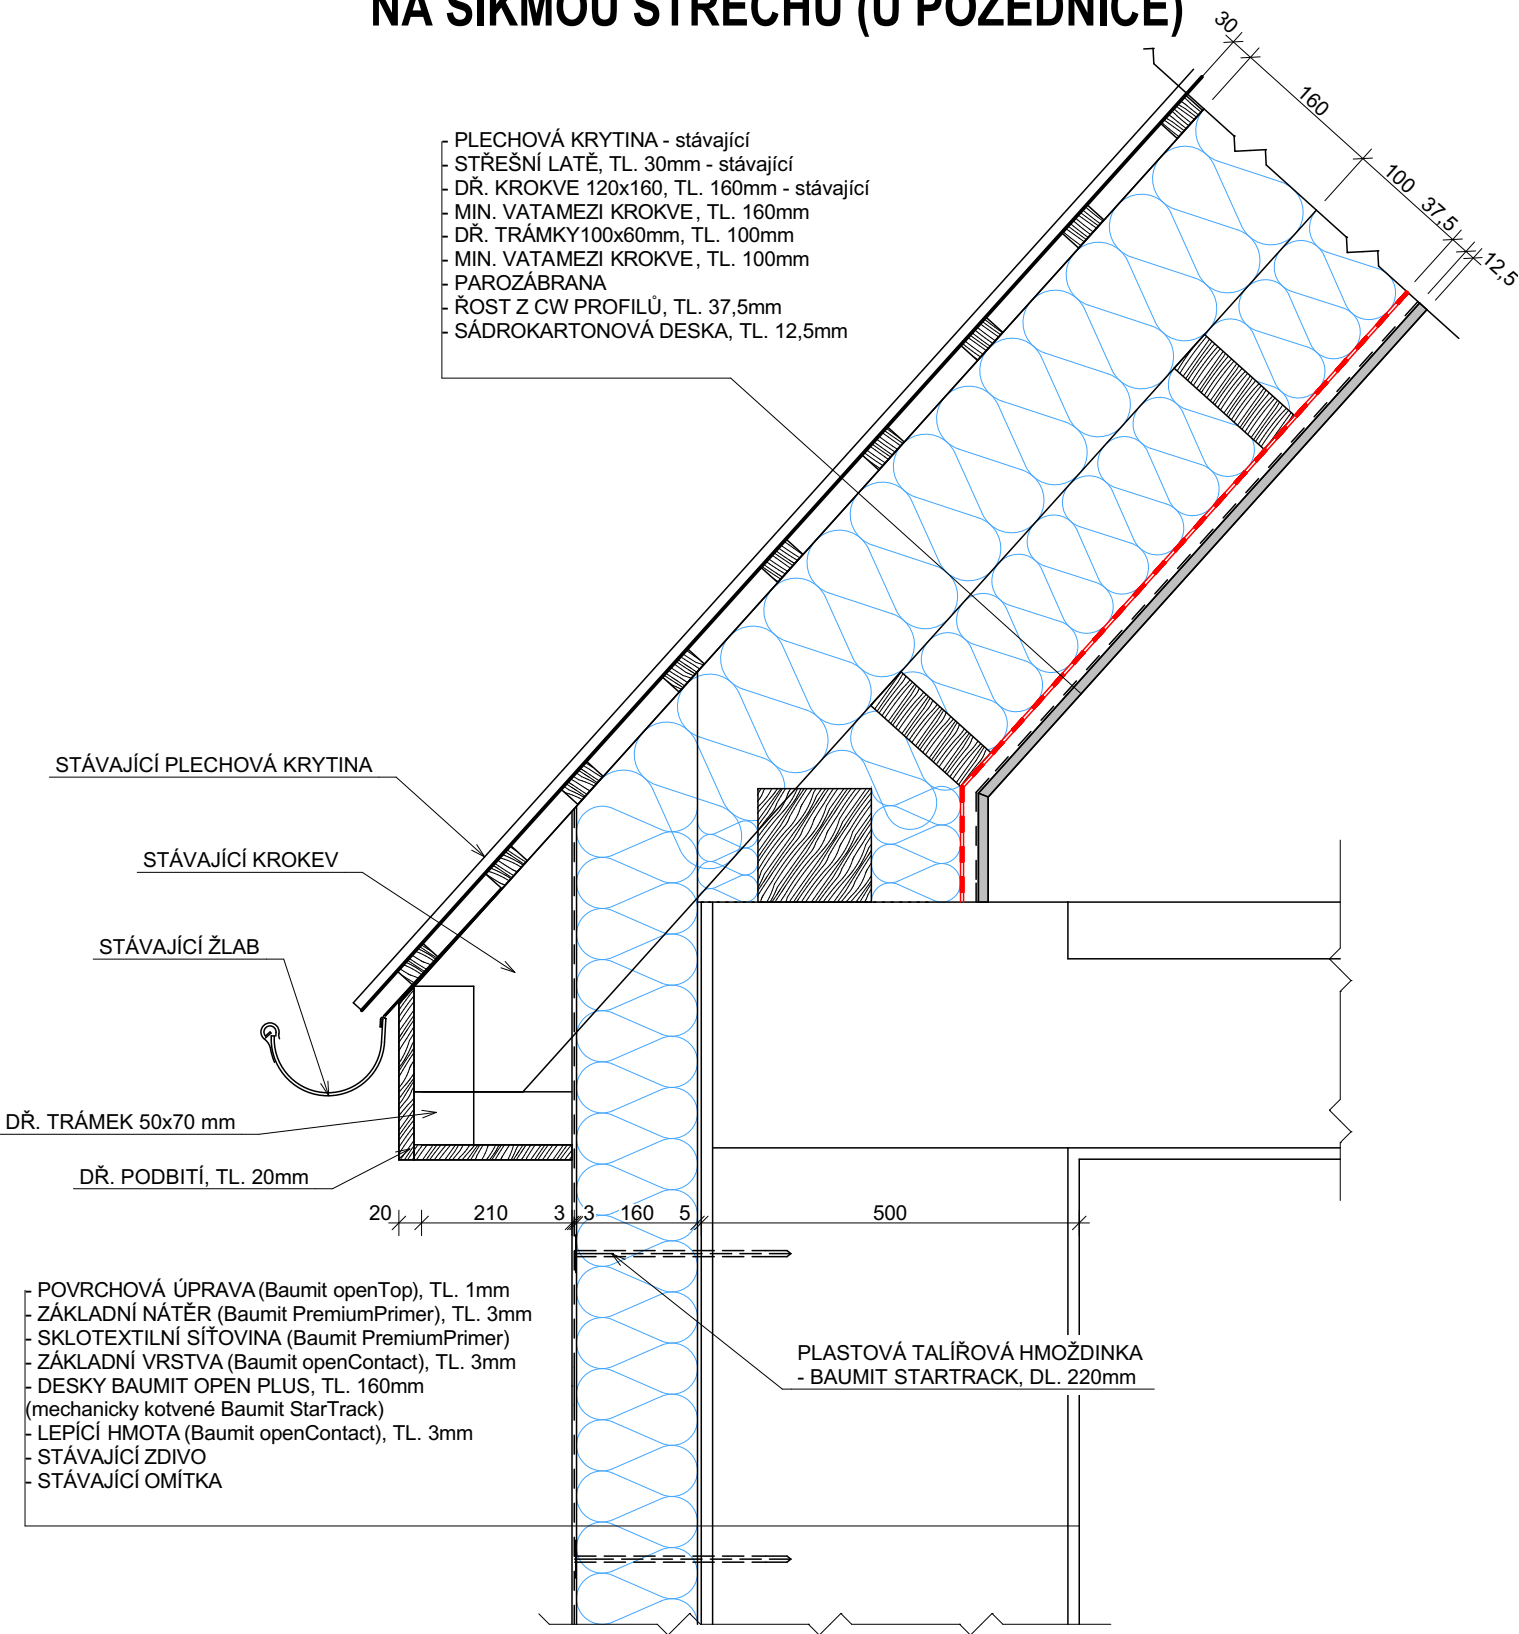 NA ŠIKMOU STŘECHU (U POZEDNICE)
30
160
100
37,5
12,5
- PLECHOVÁ KRYTINA - stávající
- STŘEŠNÍ LATĚ, TL. 30mm - stávající
- DŘ. KROKVE 120x160, TL. 160mm - stávající
- MIN. VATAMEZI KROKVE, TL. 160mm
- DŘ. TRÁMKY100x60mm, TL. 100mm
- MIN. VATAMEZI KROKVE, TL. 100mm
- PAROZÁBRANA
- ŘOST Z CW PROFILŮ, TL. 37,5mm
- SÁDROKARTONOVÁ DESKA, TL. 12,5mm
STÁVAJÍCÍ PLECHOVÁ KRYTINA
STÁVAJÍCÍ KROKEV
STÁVAJÍCÍ ŽLAB
DŘ. TRÁMEK 50x70 mm
DŘ. PODBITÍ, TL. 20mm
20 210 3 3 160 5 500
- POVRCHOVÁ ÚPRAVA (Baumit openTop), TL. 1mm
- ZÁKLADNÍ NÁTĚR (Baumit PremiumPrimer), TL. 3mm
- SKLOTEXTILNÍ SÍŤOVINA (Baumit PremiumPrimer)
- ZÁKLADNÍ VRSTVA (Baumit openContact), TL. 3mm
- DESKY BAUMIT OPEN PLUS, TL. 160mm
(mechanicky kotvené Baumit StarTrack)
- LEPÍCÍ HMOTA (Baumit openContact), TL. 3mm
- STÁVAJÍCÍ ZDIVO
- STÁVAJÍCÍ OMÍTKA
PLASTOVÁ TALÍŘOVÁ HMOŽDINKA
- BAUMIT STARTRACK, DL. 220mm